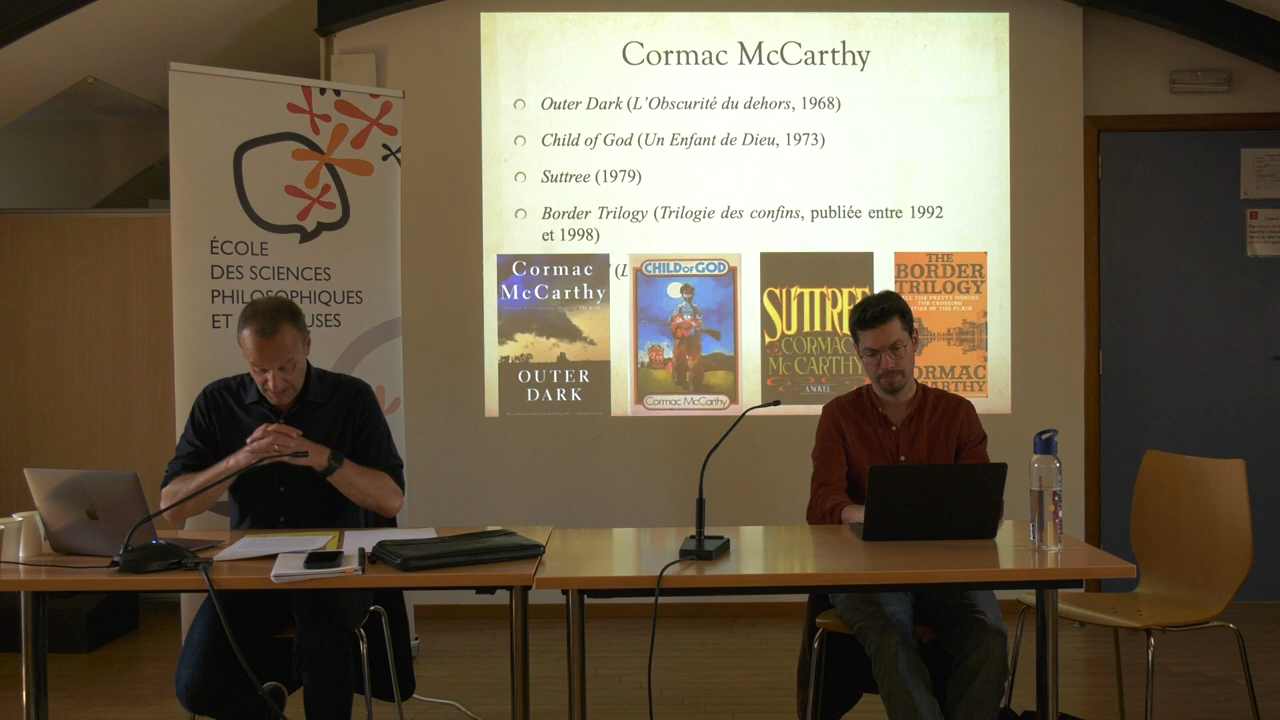 Cormac McCarthy
Outer Dark (L'Obscurité du dehors, 1968)
Child of God (Un Enfant de Dieu, 1973)
Suttree (1979)
Border Trilogy (Trilogie des confins, publiée entre 1992
et 1998)
(L
Cormac
McCarthy
OUTER
DARK
CHILD OF GOD
Cormac McCarthy
SUTTREE
CORMAC
McCARTHY
A NOVEL
THE
BORDER
TRILOGY
ALL THE PRETTY HORSES
THE CROSSING
CITIES OF THE PLAIN
CORMAC
McCARTHY
ÉCOLE
DES SCIENCES
PHILOSOPHIQUES
ET